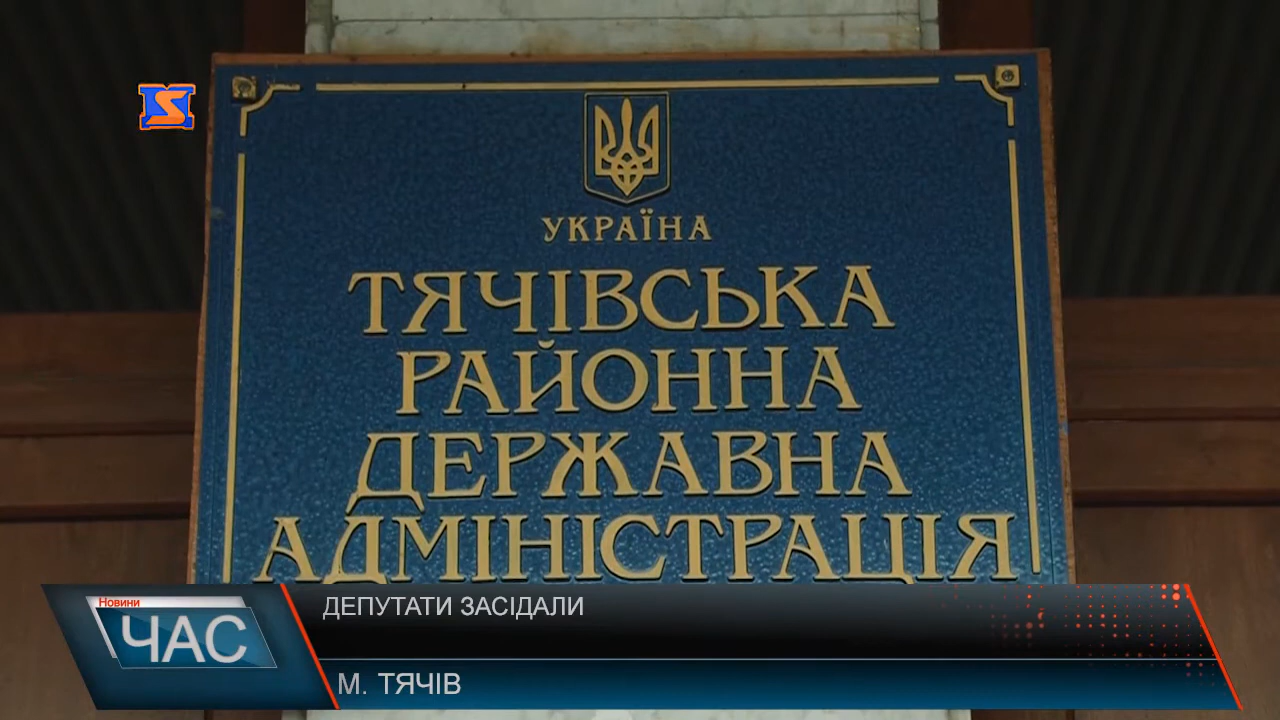 УКРАЇНА
ТЯЧІВСЬКА
РАЙОННА
ДЕРЖАВНА
АДМІНІСТРАЦІЯ
Новини
ЧАС
ДЕПУТАТИ ЗАСІДАЛИ
М. ТЯЧІВ